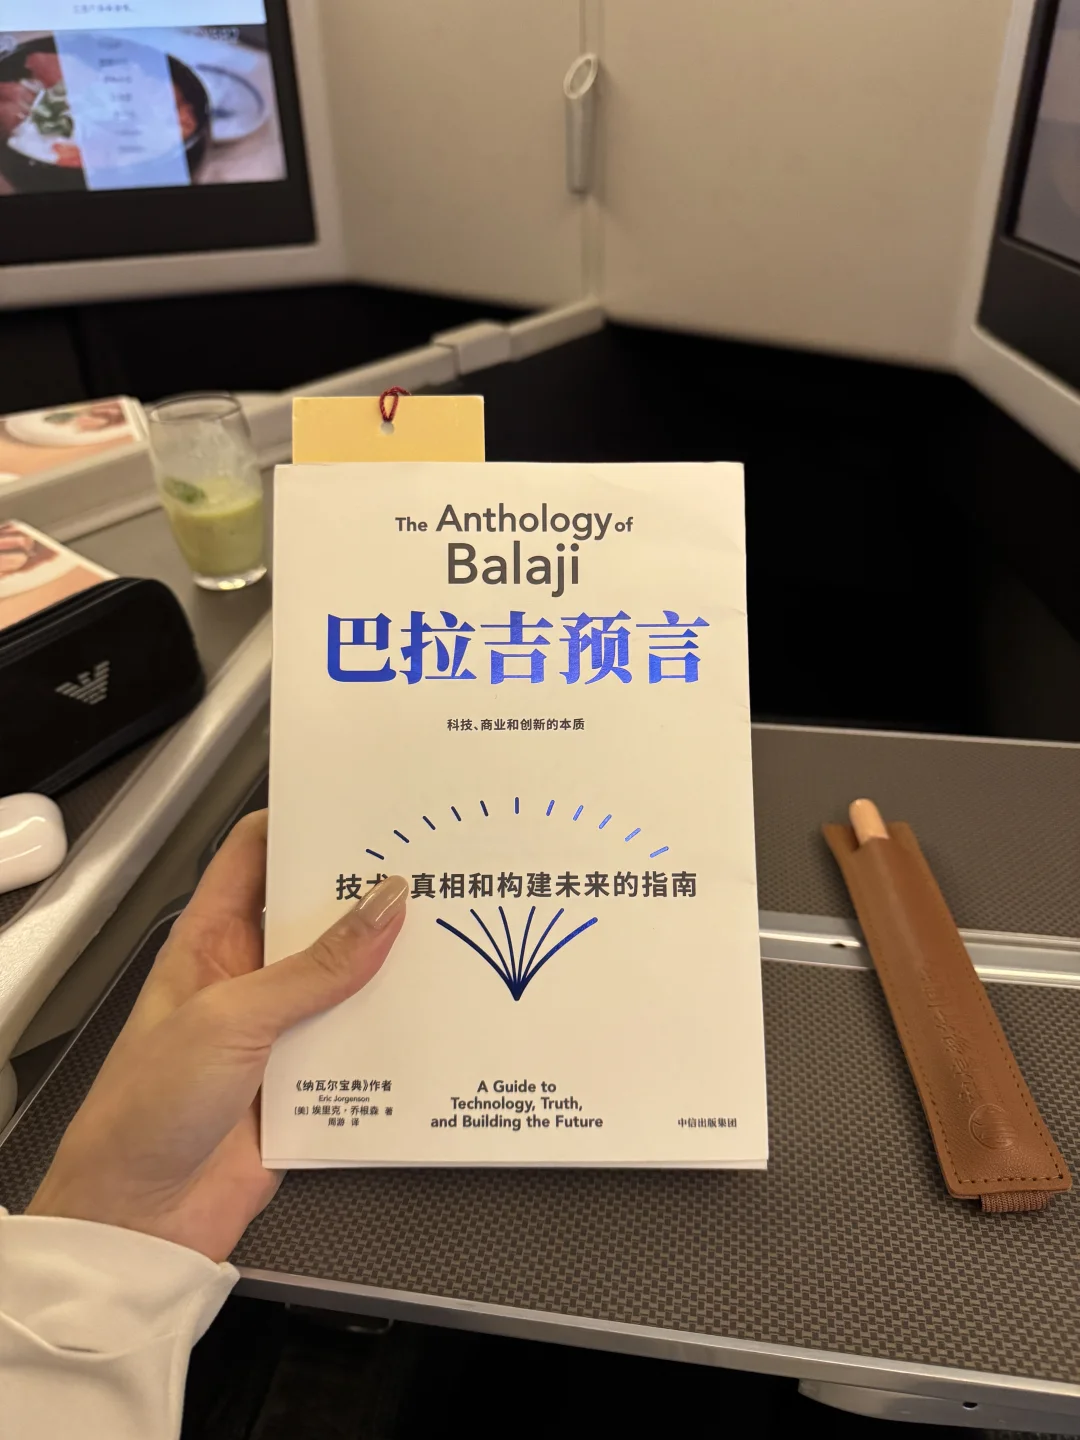 The Anthology of
Balaji
巴拉吉预言
科技、商业和创新的本质
技术 真相和构建未来的指南
《纳瓦尔宝典》作者
Eric Jorgenson
[美] 埃里克·乔根森 著
周游 译
A Guide to
Technology, Truth,
and Building the Future
中信出版集团